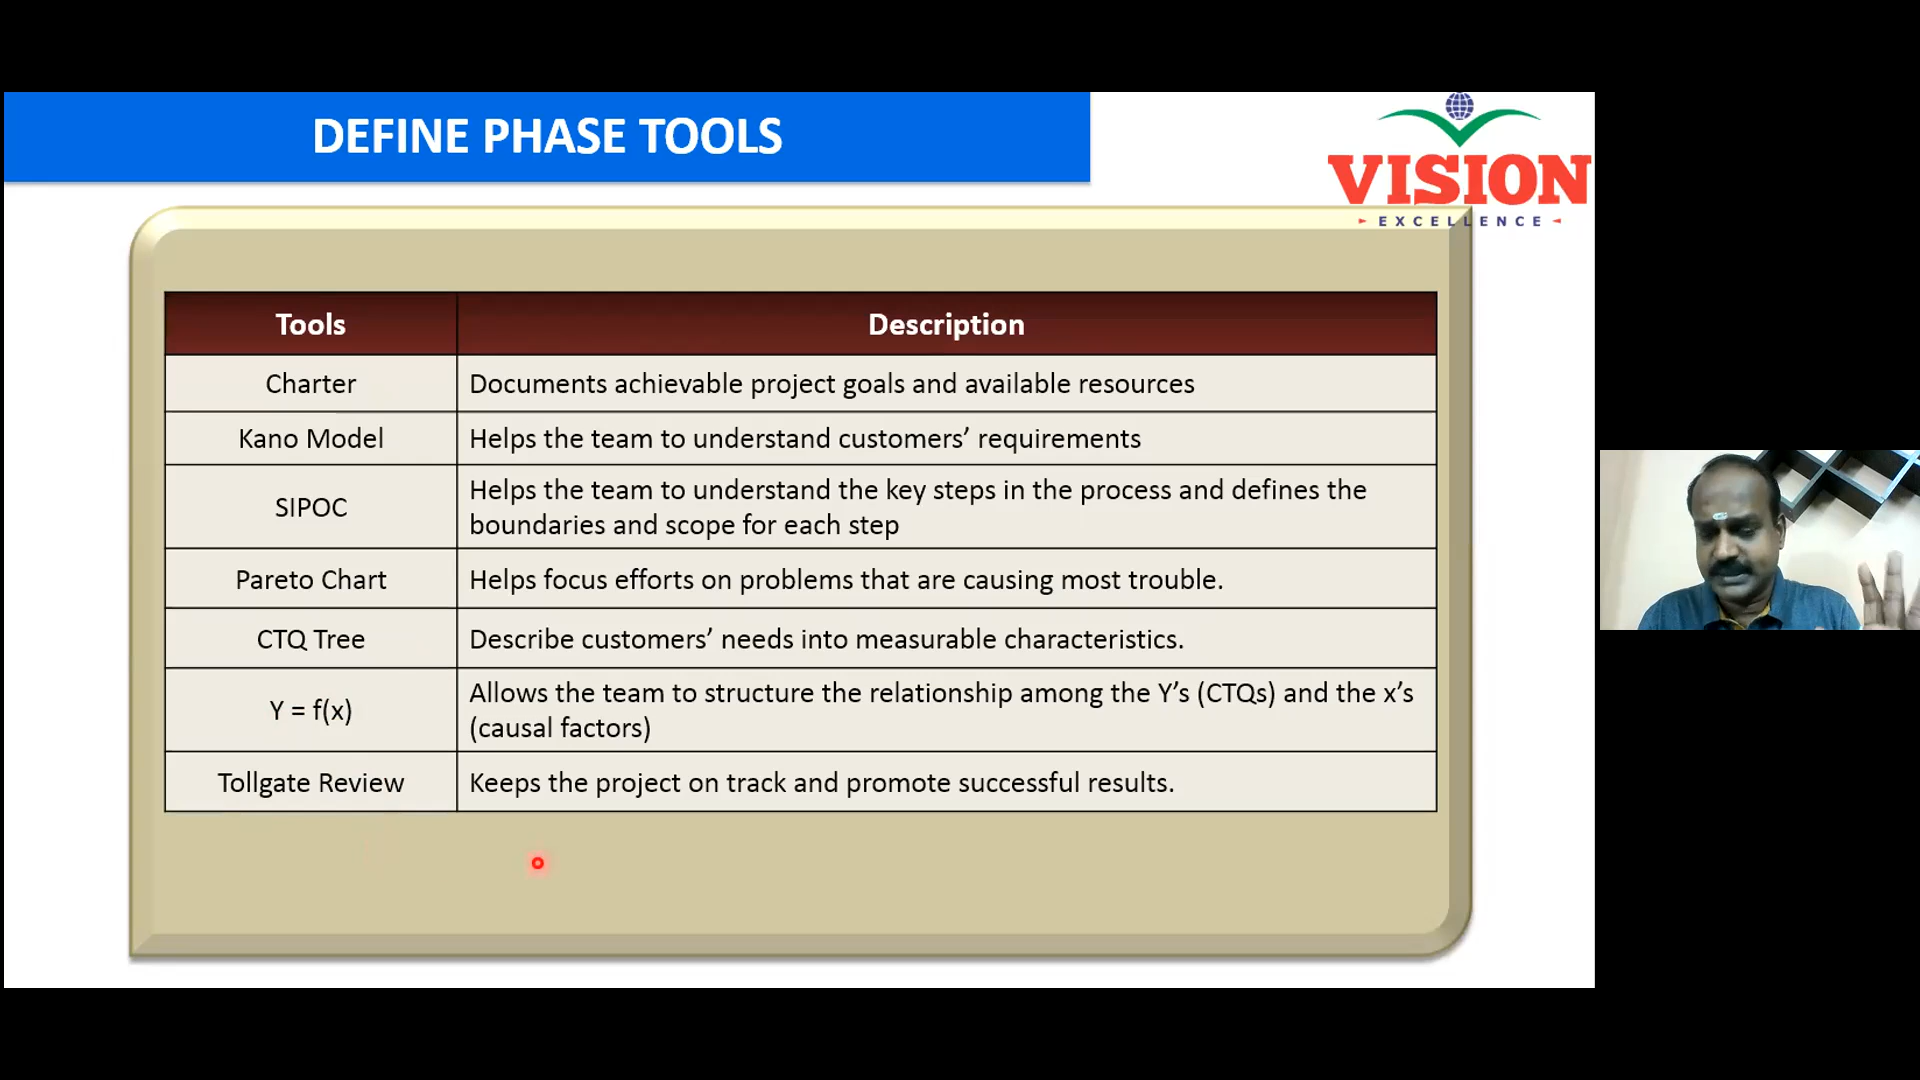 DEFINE PHASE TOOLS
VISION
EXCELLENCE
Tools
Description
Charter
Documents achievable project goals and available resources
Kano Model
Helps the team to understand customers’ requirements
SIPOC
Helps the team to understand the key steps in the process and defines the
boundaries and scope for each step
Pareto Chart
Helps focus efforts on problems that are causing most trouble.
CTQ Tree
Describe customers’ needs into measurable characteristics.
Y = f(x)
Allows the team to structure the relationship among the Y’s (CTQs) and the x’s
(causal factors)
Tollgate Review
Keeps the project on track and promote successful results.